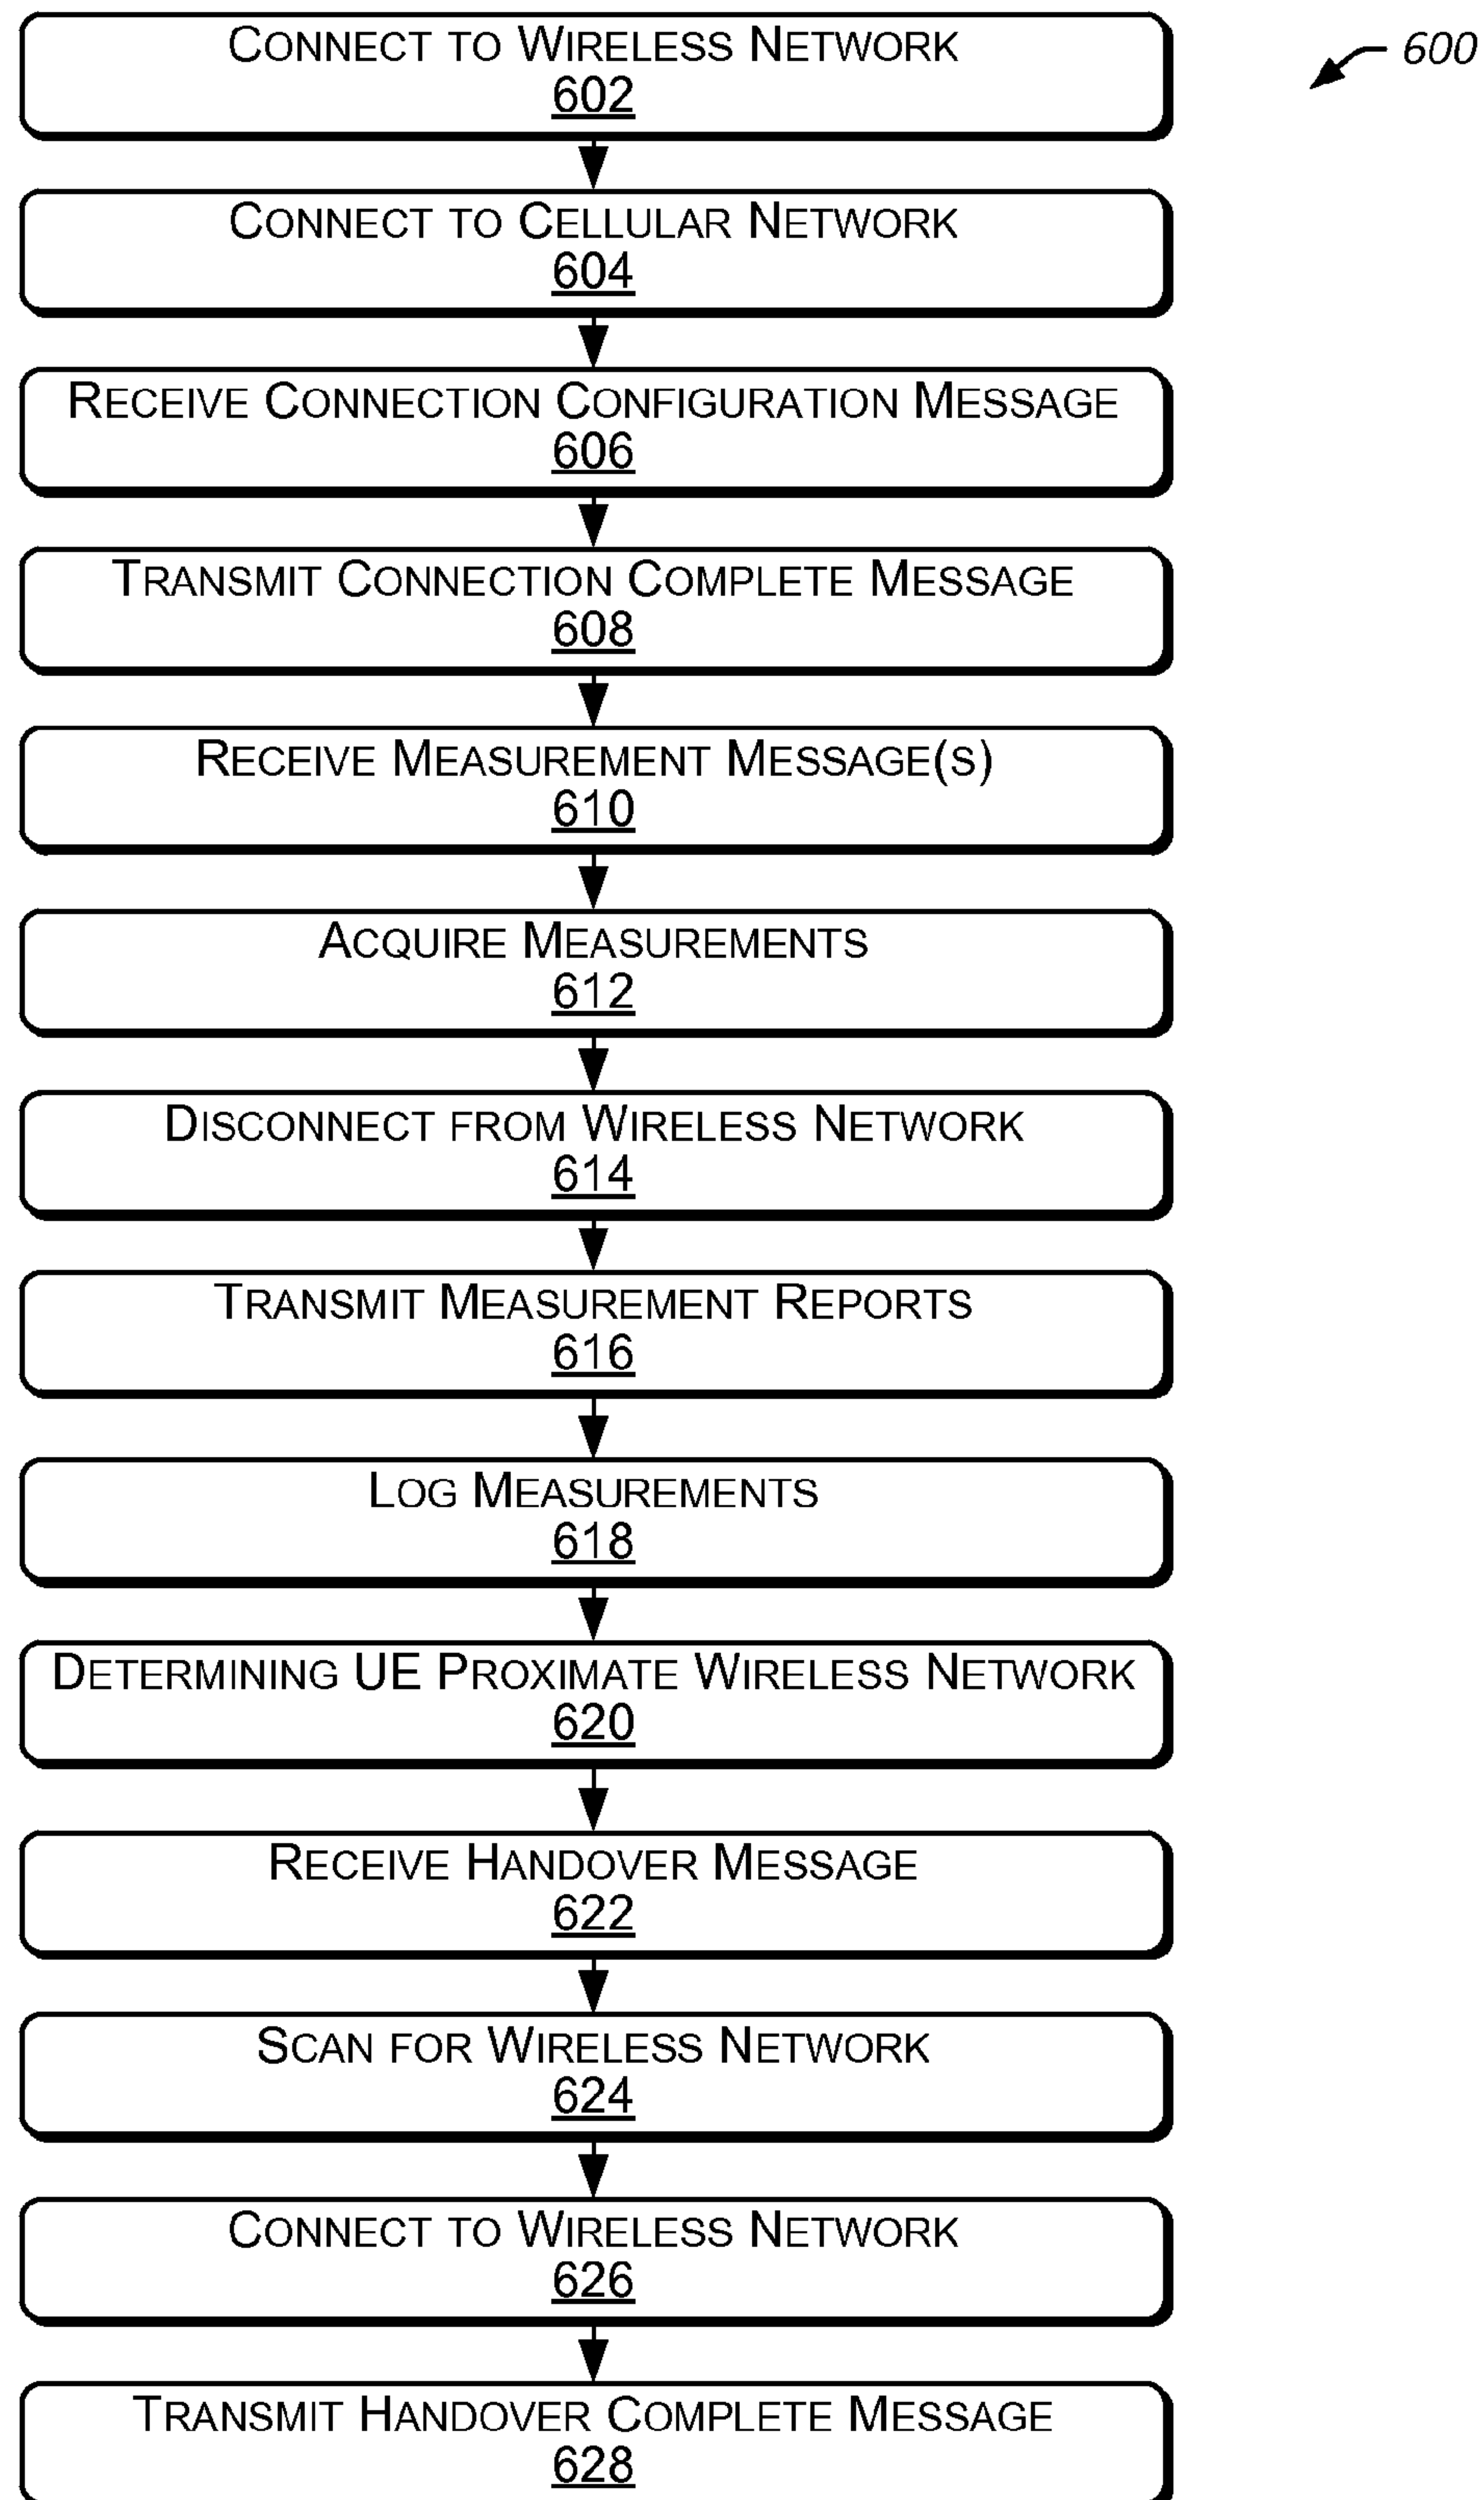 CONNECT TO WIRELESS NETWORK
602
600
CONNECT TO CELLULAR NETWORK
604
RECEIVE CONNECTION CONFIGURATION MESSAGE
606
TRANSMIT CONNECTION COMPLETE MESSAGE
608
RECEIVE MEASUREMENT MESSAGE(S)
610
ACQUIRE MEASUREMENTS
612
DISCONNECT FROM WIRELESS NETWORK
614
TRANSMIT MEASUREMENT REPORTS
616
LOG MEASUREMENTS
618
DETERMINING UE PROXIMATE WIRELESS NETWORK
620
RECEIVE HANDOVER MESSAGE
622
SCAN FOR WIRELESS NETWORK
624
CONNECT TO WIRELESS NETWORK
626
TRANSMIT HANDOVER COMPLETE MESSAGE
628